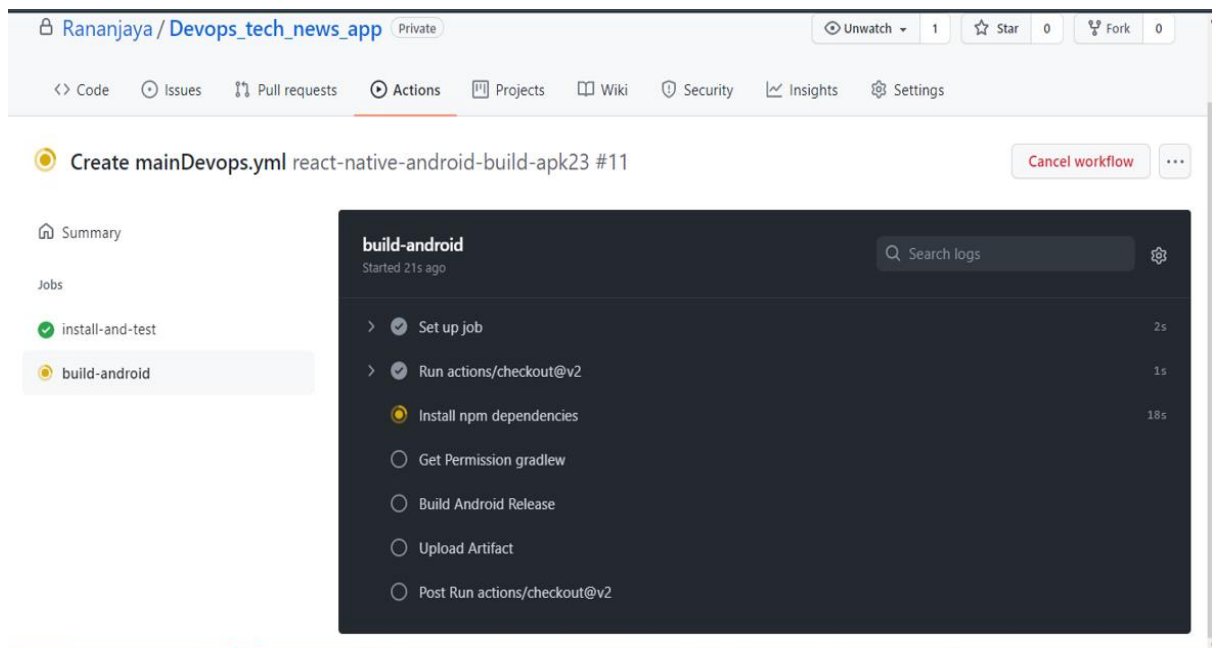 Rananjaya / Devops_tech_news_app Private Unwatch 1 Star 0 Fork 0
Code Issues Pull requests Actions Projects Wiki Security Insights Settings
Create mainDevops.yml react-native-android-build-apk23 #11 Cancel workflow ...
Summary
Jobs
install-and-test
build-android
build-android
Started 21s ago
Search logs
Set up job 2s
Run actions/checkout@v2 1s
Install npm dependencies 18s
Get Permission gradlew
Build Android Release
Upload Artifact
Post Run actions/checkout@v2